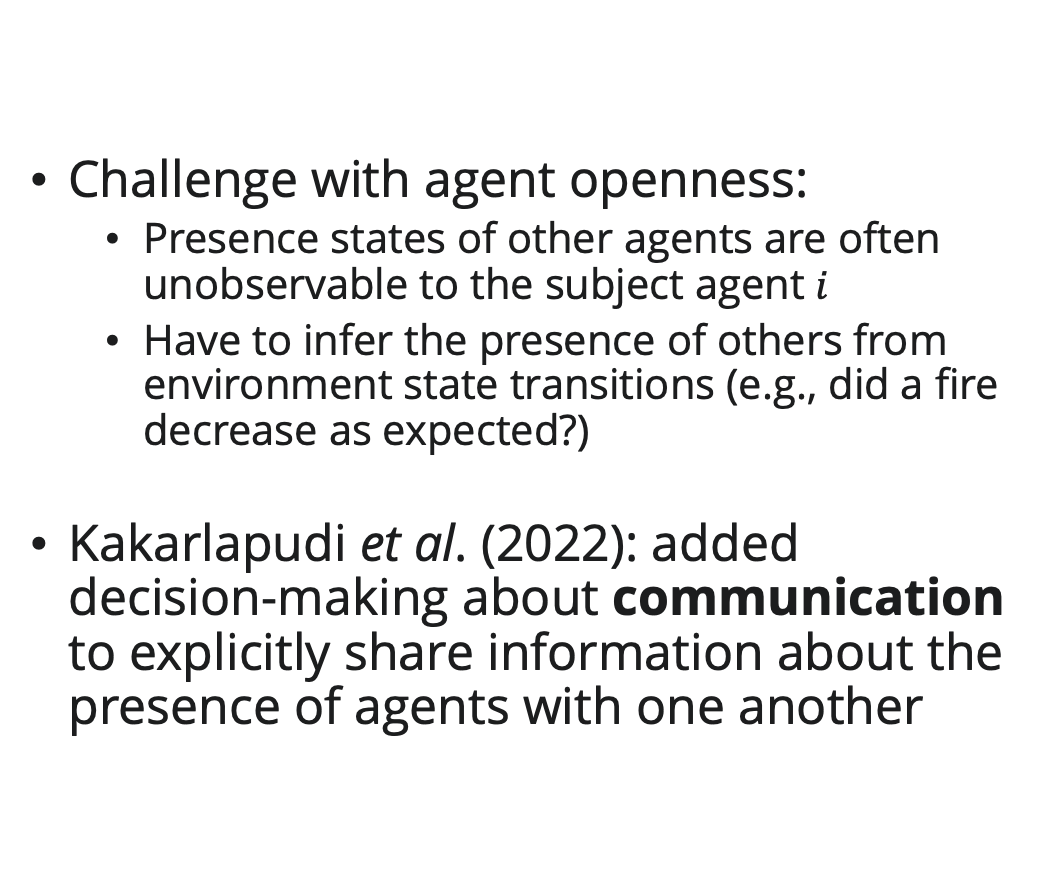 • Challenge with agent openness:
• Presence states of other agents are often
unobservable to the subject agent i
• Have to infer the presence of others from
environment state transitions (e.g., did a fire
decrease as expected?)
• Kakarlapudi et al. (2022): added
decision-making about communication
to explicitly share information about the
presence of agents with one another